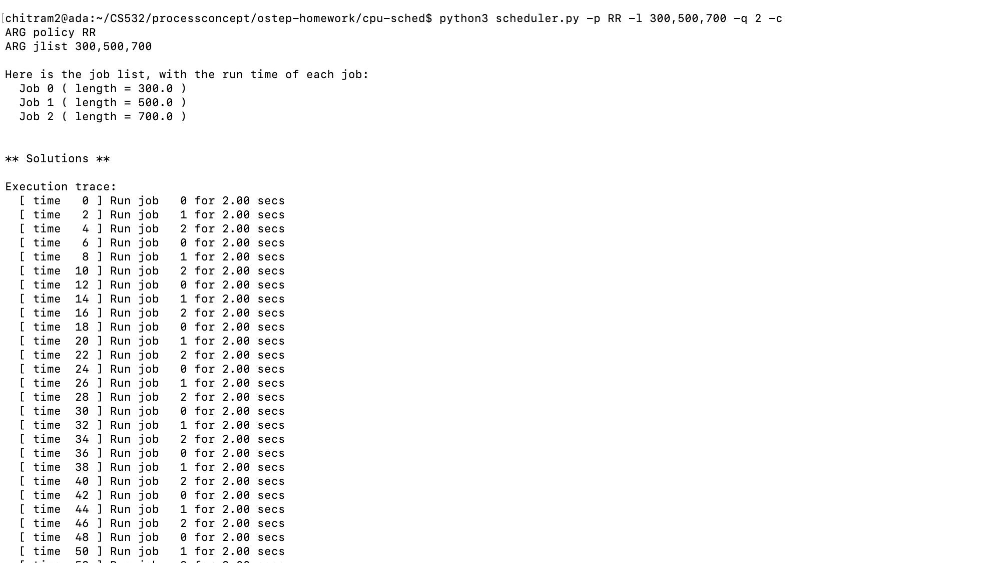 [chitram2@ada:~/CS532/processconcept/ostep-homework/cpu-sched$ python3 scheduler.py -p RR -l 300,500,700 -q 2 -c
ARG policy RR
ARG jlist 300,500,700
Here is the job list, with the run time of each job:
Job 0 ( length = 300.0 )
Job 1 ( length = 500.0 )
Job 2 ( length = 700.0 )
** Solutions **
Execution trace:
[ time   0 ] Run job   0 for 2.00 secs
[ time   2 ] Run job   1 for 2.00 secs
[ time   4 ] Run job   2 for 2.00 secs
[ time   6 ] Run job   0 for 2.00 secs
[ time   8 ] Run job   1 for 2.00 secs
[ time  10 ] Run job   2 for 2.00 secs
[ time  12 ] Run job   0 for 2.00 secs
[ time  14 ] Run job   1 for 2.00 secs
[ time  16 ] Run job   2 for 2.00 secs
[ time  18 ] Run job   0 for 2.00 secs
[ time  20 ] Run job   1 for 2.00 secs
[ time  22 ] Run job   2 for 2.00 secs
[ time  24 ] Run job   0 for 2.00 secs
[ time  26 ] Run job   1 for 2.00 secs
[ time  28 ] Run job   2 for 2.00 secs
[ time  30 ] Run job   0 for 2.00 secs
[ time  32 ] Run job   1 for 2.00 secs
[ time  34 ] Run job   2 for 2.00 secs
[ time  36 ] Run job   0 for 2.00 secs
[ time  38 ] Run job   1 for 2.00 secs
[ time  40 ] Run job   2 for 2.00 secs
[ time  42 ] Run job   0 for 2.00 secs
[ time  44 ] Run job   1 for 2.00 secs
[ time  46 ] Run job   2 for 2.00 secs
[ time  48 ] Run job   0 for 2.00 secs
[ time  50 ] Run job   1 for 2.00 secs